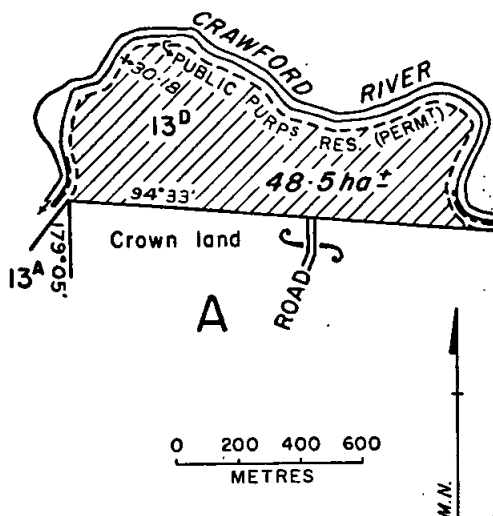 CRAWFORD RIVER
PUBLIC PURPS RES. (PERMT.)
30·18
13D
48·5 ha ±
94°33'
Crown land
13A
179°05'
ROAD
A
0 200 400 600
METRES
M.N.